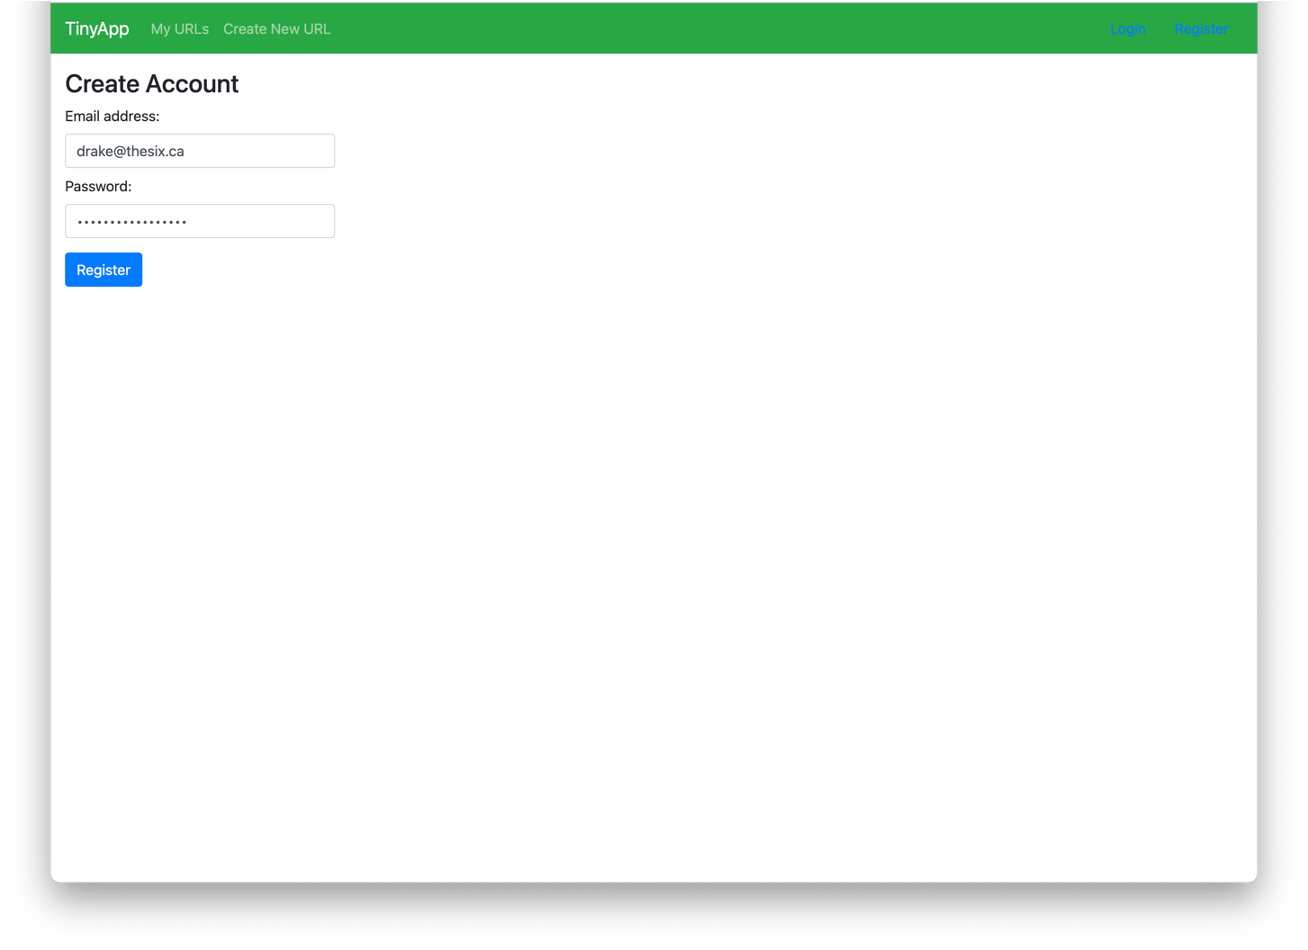 TinyApp My URLs Create New URL Login Register
Create Account
Email address:
drake@thesix.ca
Password:
•••••••••••••••••
Register